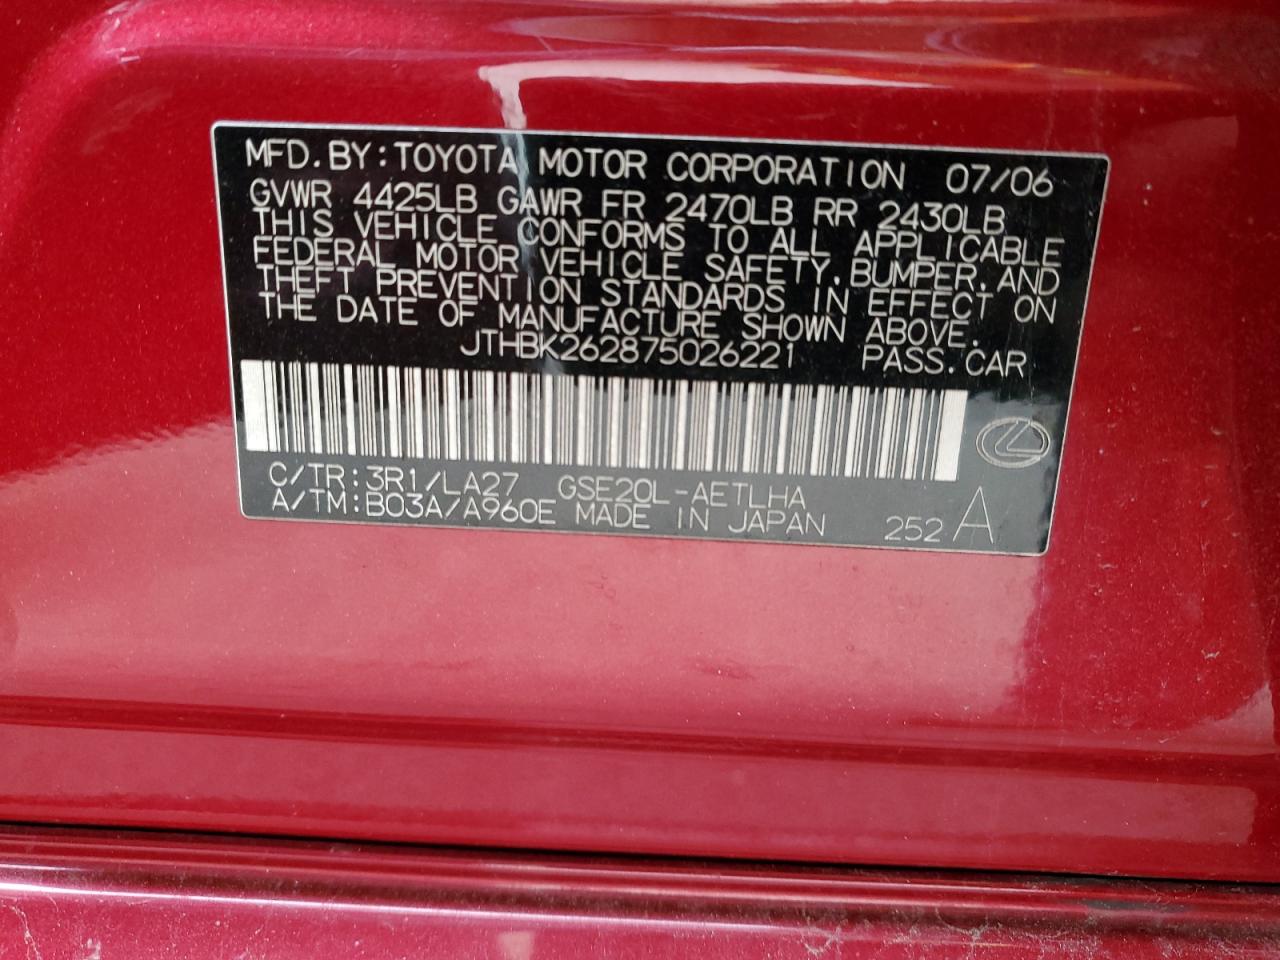 MFD.BY:TOYOTA MOTOR CORPORATION 07/06
GVWR 4425LB GAWR FR 2470LB RR 2430LB
THIS VEHICLE CONFORMS TO ALL APPLICABLE
FEDERAL MOTOR VEHICLE SAFETY,BUMPER,AND
THEFT PREVENTION STANDARDS IN EFFECT ON
THE DATE OF MANUFACTURE SHOWN ABOVE.
JTHBK262875026221 PASS.CAR
C/TR:3R1/LA27 GSE20L-AETLHA
A/TM:B03A/A960E MADE IN JAPAN 252 A